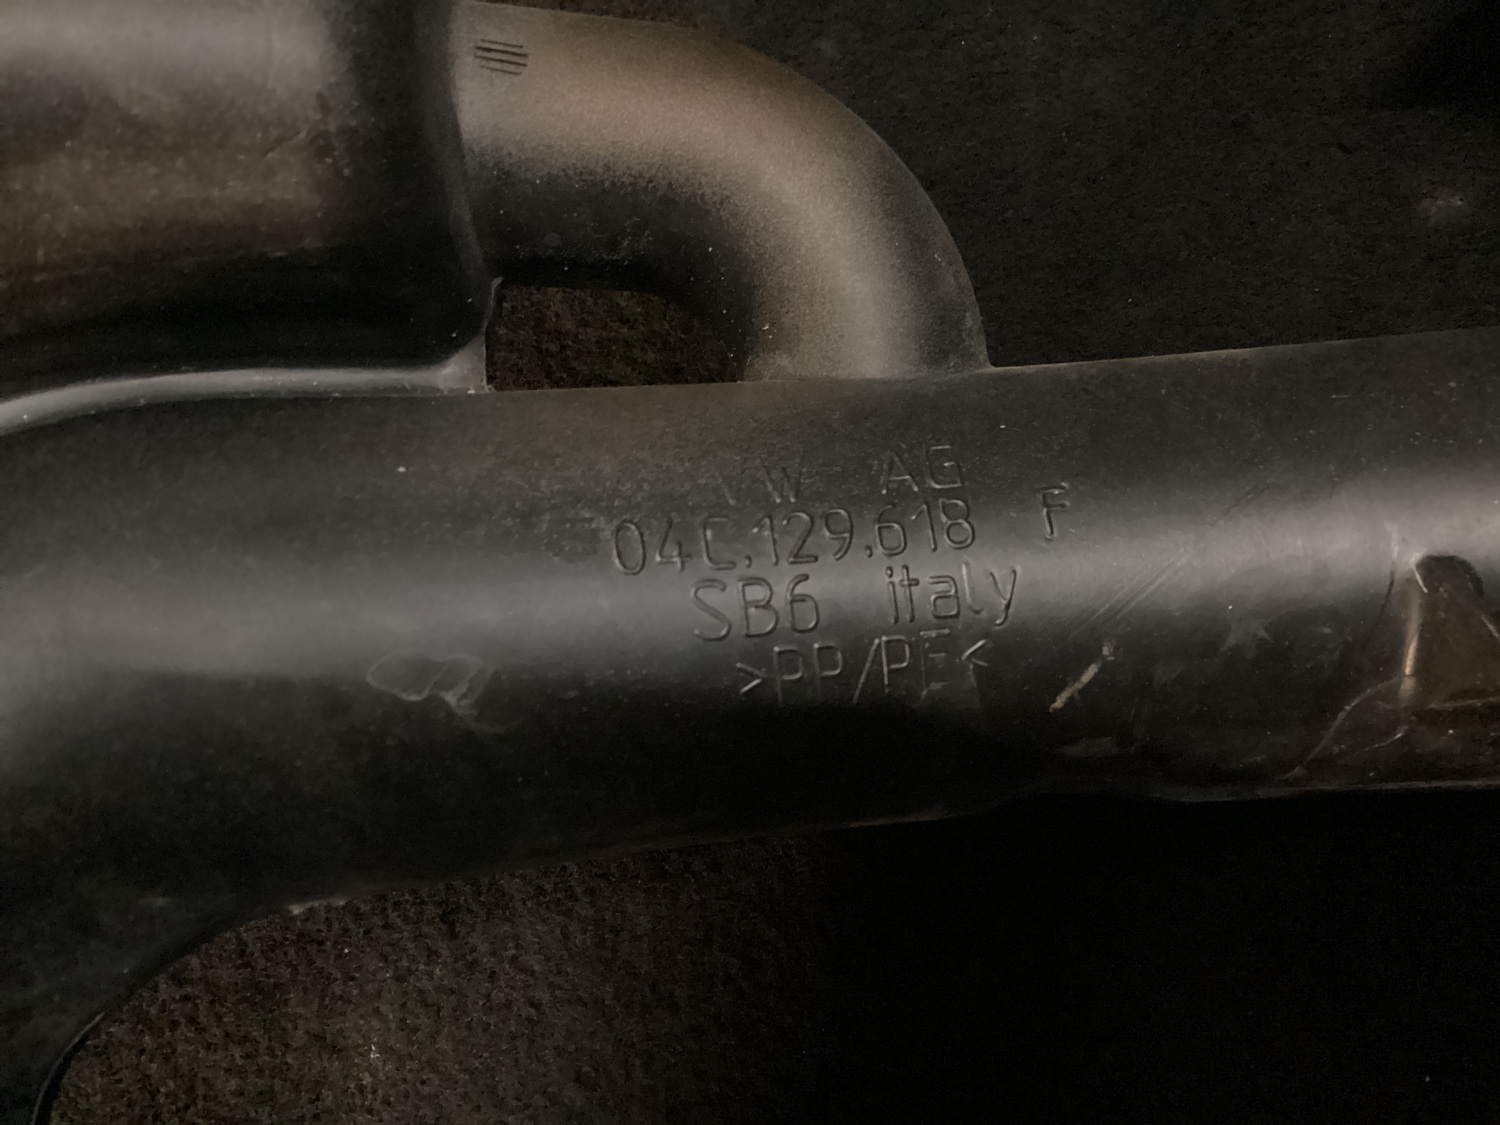 VW AG
04C.129.618 F
SB6 italy
>PP/PE<